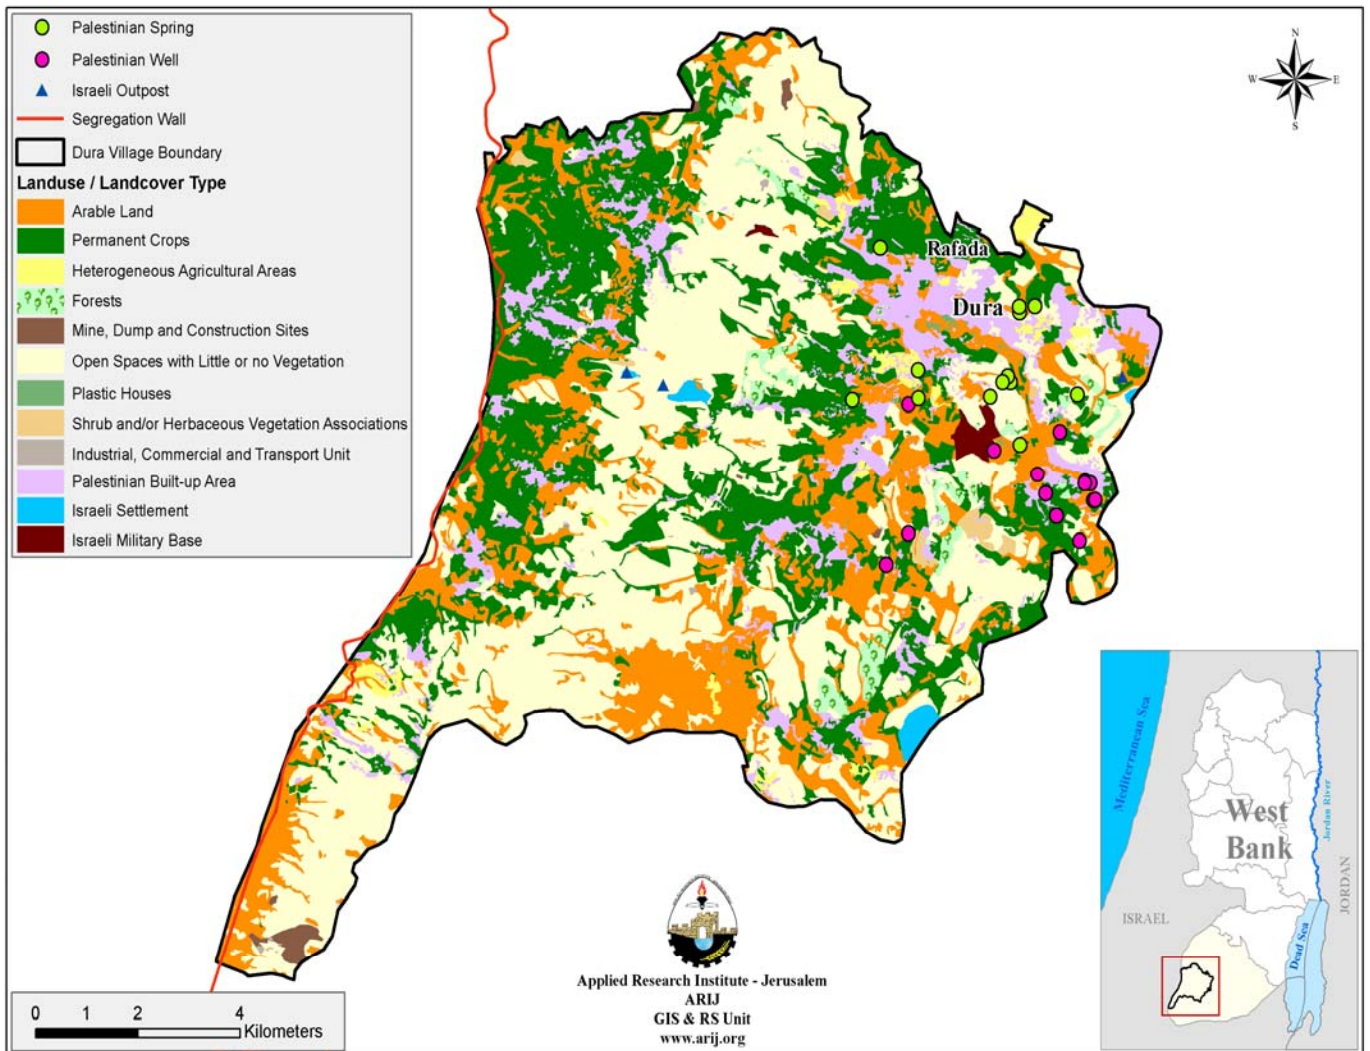 Palestinian Spring
Palestinian Well
Israeli Outpost
Segregation Wall
Dura Village Boundary
Landuse / Landcover Type
Arable Land
Permanent Crops
Heterogeneous Agricultural Areas
Forests
Mine, Dump and Construction Sites
Open Spaces with Little or no Vegetation
Plastic Houses
Shrub and/or Herbaceous Vegetation Associations
Industrial, Commercial and Transport Unit
Palestinian Built-up Area
Israeli Settlement
Israeli Military Base
N
W E
S
Rafada
Dura
Mediterranean Sea
West
Bank
Jordan River
JORDAN
ISRAEL
Dead Sea
Applied Research Institute - Jerusalem
ARIJ
GIS & RS Unit
www.arij.org
0 1 2 4
Kilometers